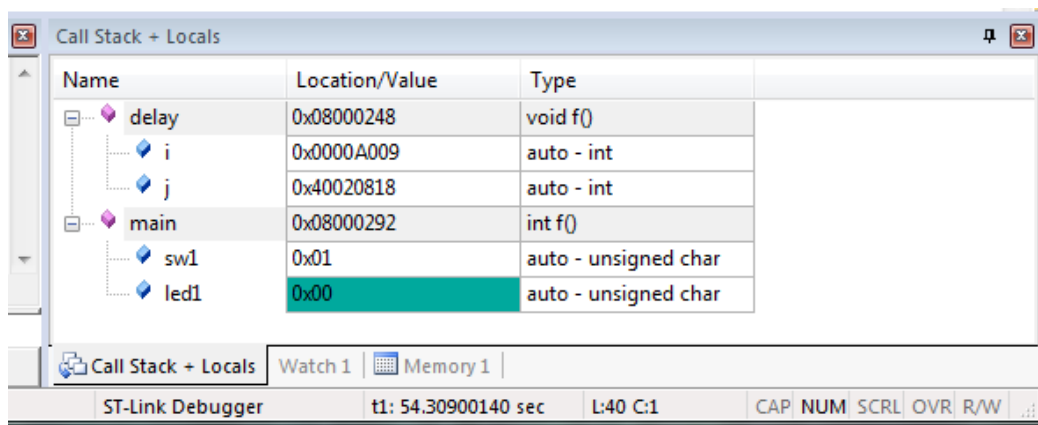 Call Stack + Locals
Name Location/Value Type
delay 0x08000248 void f()
i 0x0000A009 auto - int
j 0x40020818 auto - int
main 0x08000292 int f()
sw1 0x01 auto - unsigned char
led1 0x00 auto - unsigned char
Call Stack + Locals Watch 1 Memory 1
ST-Link Debugger t1: 54.30900140 sec L:40 C:1 CAP NUM SCRL OVR R/W